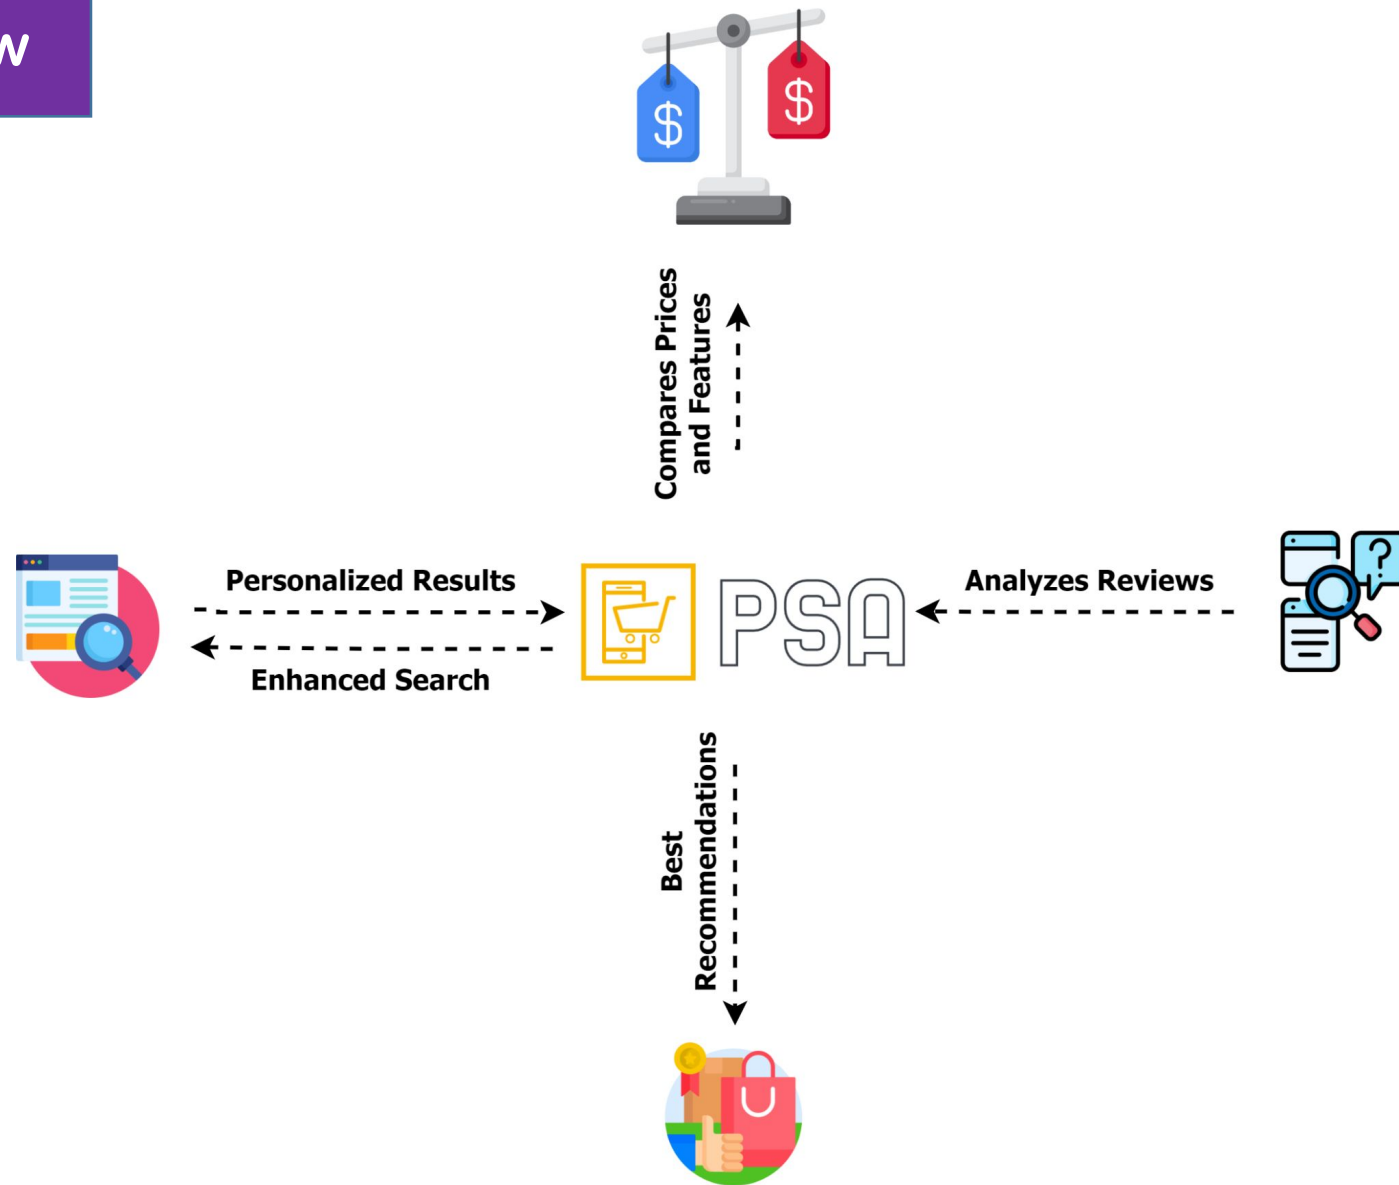 w
$ $
Compares Prices
and Features
Personalized Results
Enhanced Search
PSA
Analyzes Reviews
?
Best
Recommendations